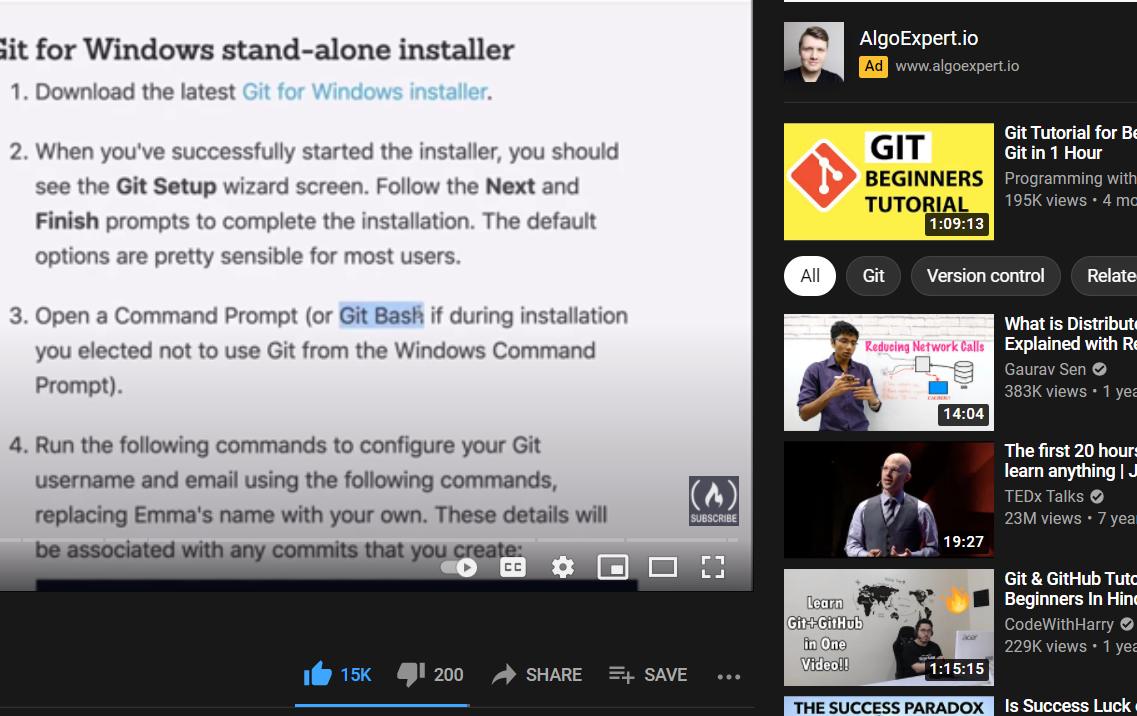 Git for Windows stand-alone installer
1. Download the latest Git for Windows installer.
2. When you've successfully started the installer, you should
see the Git Setup wizard screen. Follow the Next and
Finish prompts to complete the installation. The default
options are pretty sensible for most users.
3. Open a Command Prompt (or Git Bash if during installation
you elected not to use Git from the Windows Command
Prompt).
4. Run the following commands to configure your Git
username and email using the following commands,
replacing Emma's name with your own. These details will
be associated with any commits that you create:
SUBSCRIBE
CC
15K
200
SHARE
SAVE
AlgoExpert.io
Ad www.algoexpert.io
GIT
BEGINNERS
TUTORIAL
1:09:13
Git Tutorial for Be
Git in 1 Hour
Programming with
195K views • 4 mo
All
Git
Version control
Relate
Reducing Network Calls
14:04
What is Distribute
Explained with Re
Gaurav Sen
383K views • 1 yea
19:27
The first 20 hours
learn anything | J
TEDx Talks
23M views • 7 year
Learn
Git+GitHub
in One
Video!!
acer
1:15:15
Git & GitHub Tuto
Beginners In Hind
CodeWithHarry
229K views • 1 yea
THE SUCCESS PARADOX
Is Success Luck o